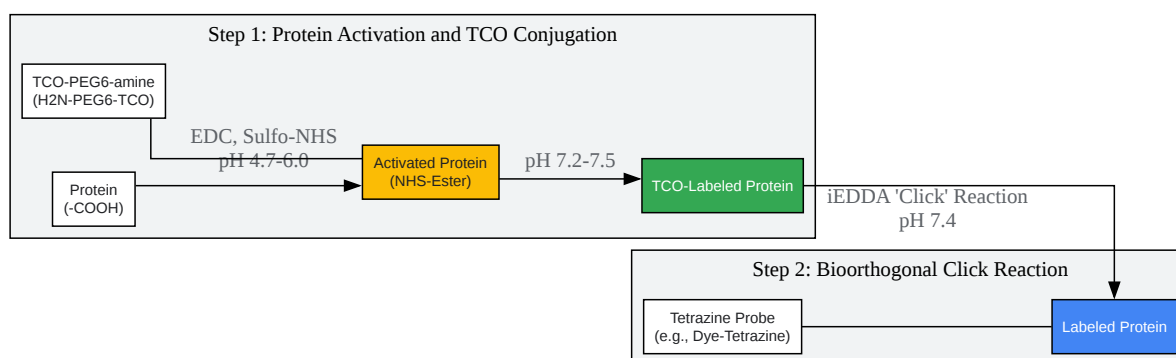 Step 1: Protein Activation and TCO Conjugation
TCO-PEG6-amine
(H2N-PEG6-TCO)
EDC, Sulfo-NHS
pH 4.7-6.0
Protein
(-COOH)
Activated Protein
(NHS-Ester)
pH 7.2-7.5
TCO-Labeled Protein
iEDDA 'Click' Reaction
pH 7.4
Step 2: Bioorthogonal Click Reaction
Tetrazine Probe
(e.g., Dye-Tetrazine)
Labeled Protein